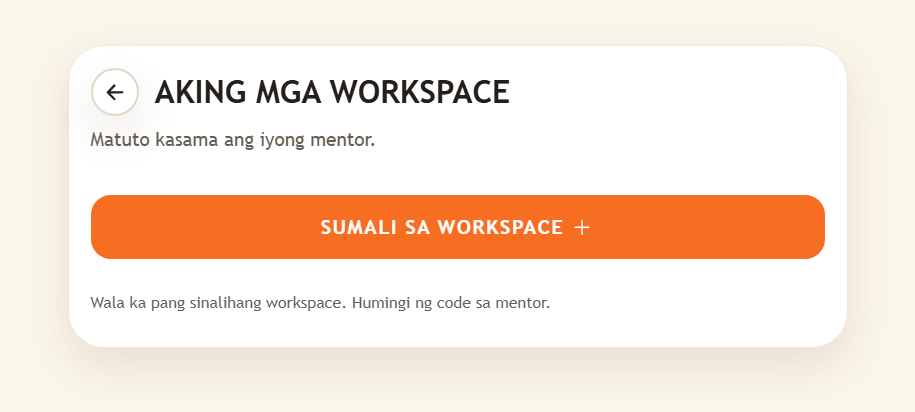 AKING MGA WORKSPACE
Matuto kasama ang iyong mentor.
SUMALI SA WORKSPACE +
Wala ka pang sinalihang workspace. Humingi ng code sa mentor.